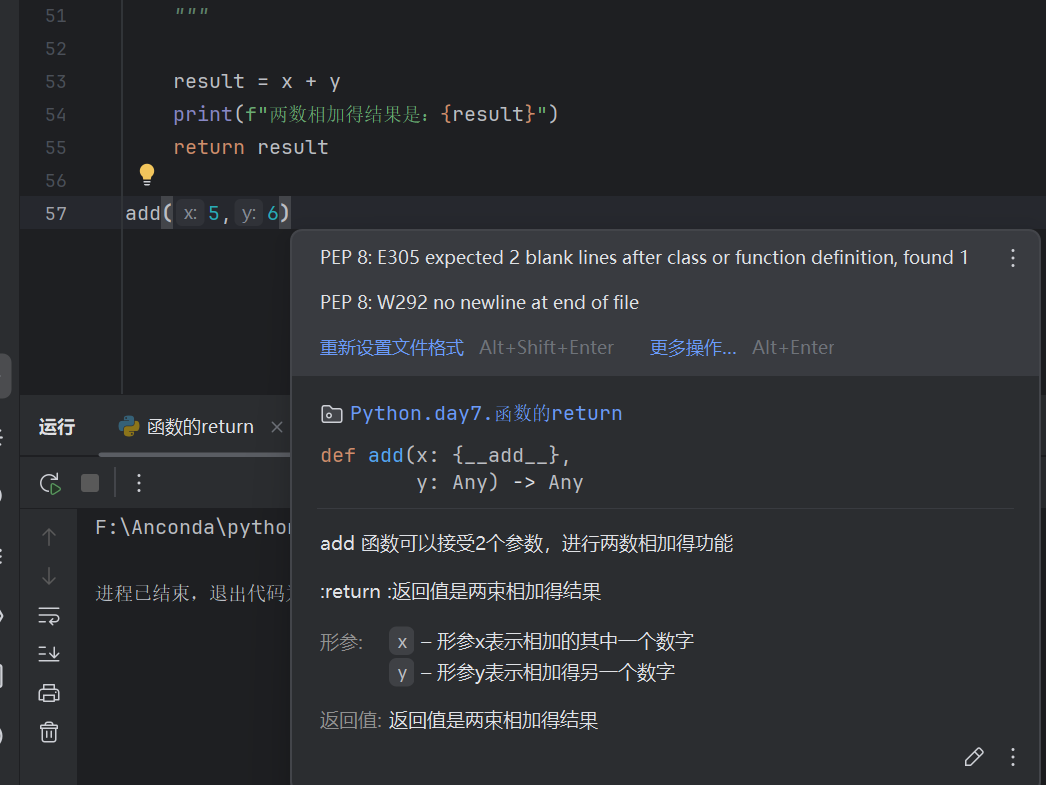 51 """
52
53 result = x + y
54 print(f"两数相加得结果是：{result}")
55 return result
56
57 add( x: 5, y: 6)
PEP 8: E305 expected 2 blank lines after class or function definition, found 1
PEP 8: W292 no newline at end of file
重新设置文件格式 Alt+Shift+Enter 更多操作... Alt+Enter
Python.day7.函数的return
def add(x: {__add__},
y: Any) -> Any
add 函数可以接受2个参数，进行两数相加得功能
:return :返回值是两束相加得结果
形参: x – 形参x表示相加的其中一个数字
y – 形参y表示相加得另一个数字
返回值: 返回值是两束相加得结果
运行 函数的return
F:\Anconda\python
进程已结束，退出代码